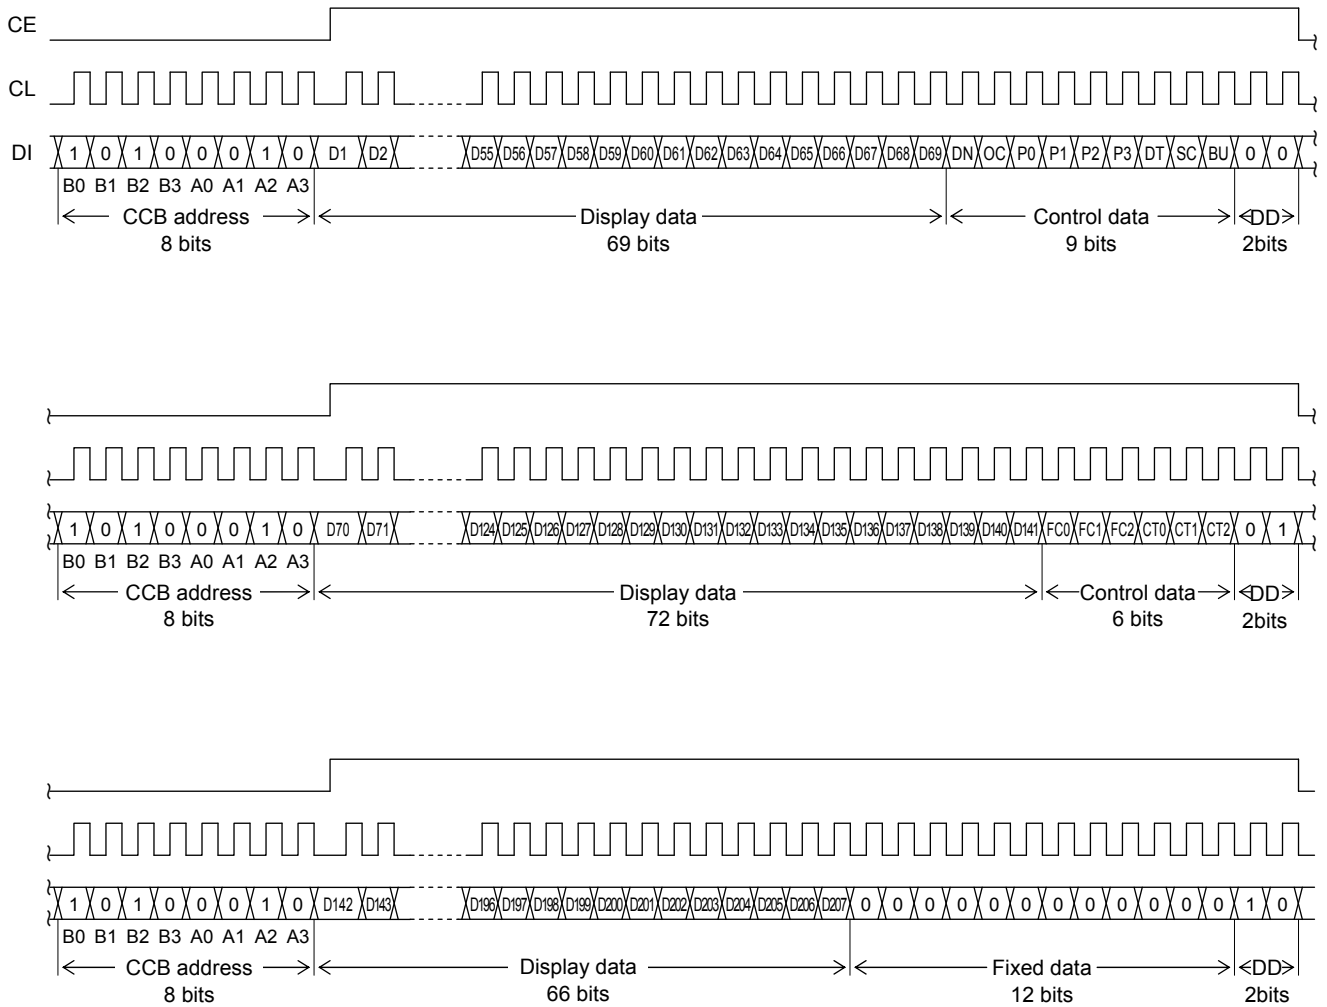 CE
CL
DI 1 0 1 0 0 0 1 0 D1 D2 D55 D56 D57 D58 D59 D60 D61 D62 D63 D64 D65 D66 D67 D68 D69 DN OC P0 P1 P2 P3 DT SC BU 0 0
B0 B1 B2 B3 A0 A1 A2 A3
CCB address Display data Control data DD
8 bits 69 bits 9 bits 2bits
1 0 1 0 0 0 1 0 D70 D71 D124 D125 D126 D127 D128 D129 D130 D131 D132 D133 D134 D135 D136 D137 D138 D139 D140 D141 FC0 FC1 FC2 CT0 CT1 CT2 0 1
B0 B1 B2 B3 A0 A1 A2 A3
CCB address Display data Control data DD
8 bits 72 bits 6 bits 2bits
1 0 1 0 0 0 1 0 D142 D143 D196 D197 D198 D199 D200 D201 D202 D203 D204 D205 D206 D207 0 0 0 0 0 0 0 0 0 0 0 0 1 0
B0 B1 B2 B3 A0 A1 A2 A3
CCB address Display data Fixed data DD
8 bits 66 bits 12 bits 2bits